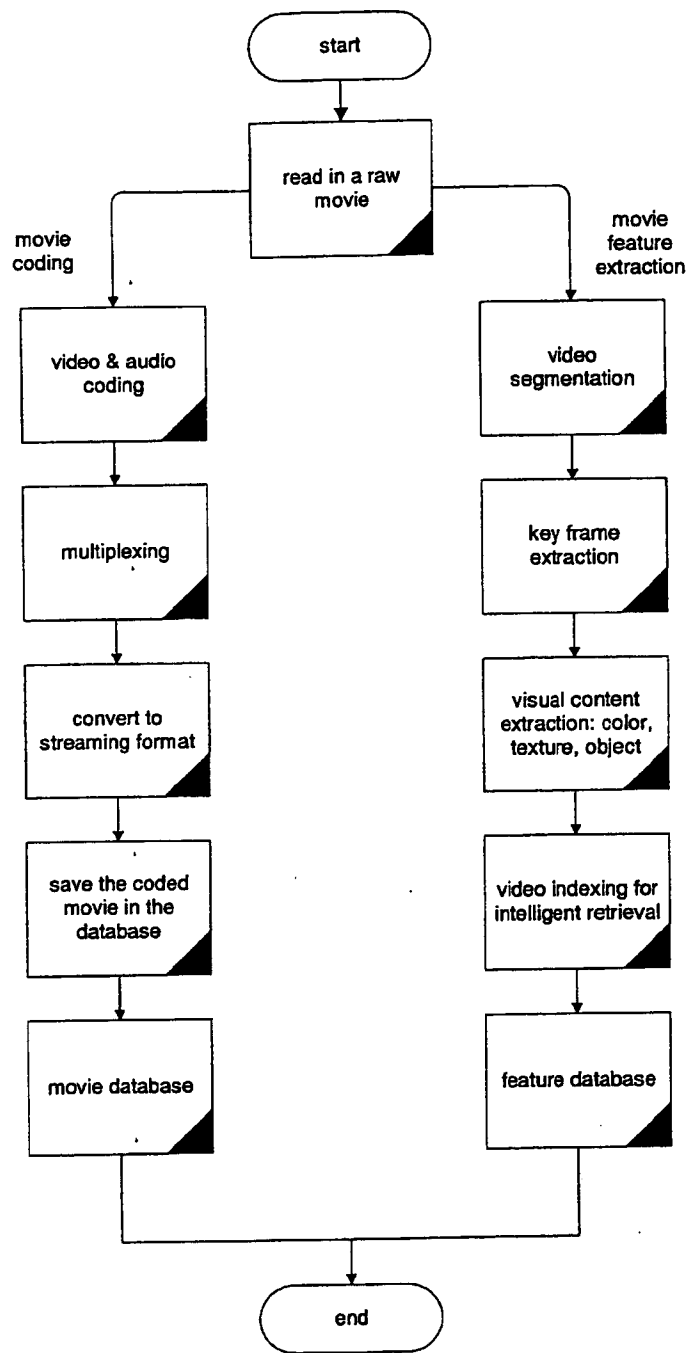 start
read in a raw
movie
movie
coding
video & audio
coding
multiplexing
convert to
streaming format
save the coded
movie in the
database
movie database
movie
feature
extraction
video
segmentation
key frame
extraction
visual content
extraction: color,
texture, object
video indexing for
intelligent retrieval
feature database
end